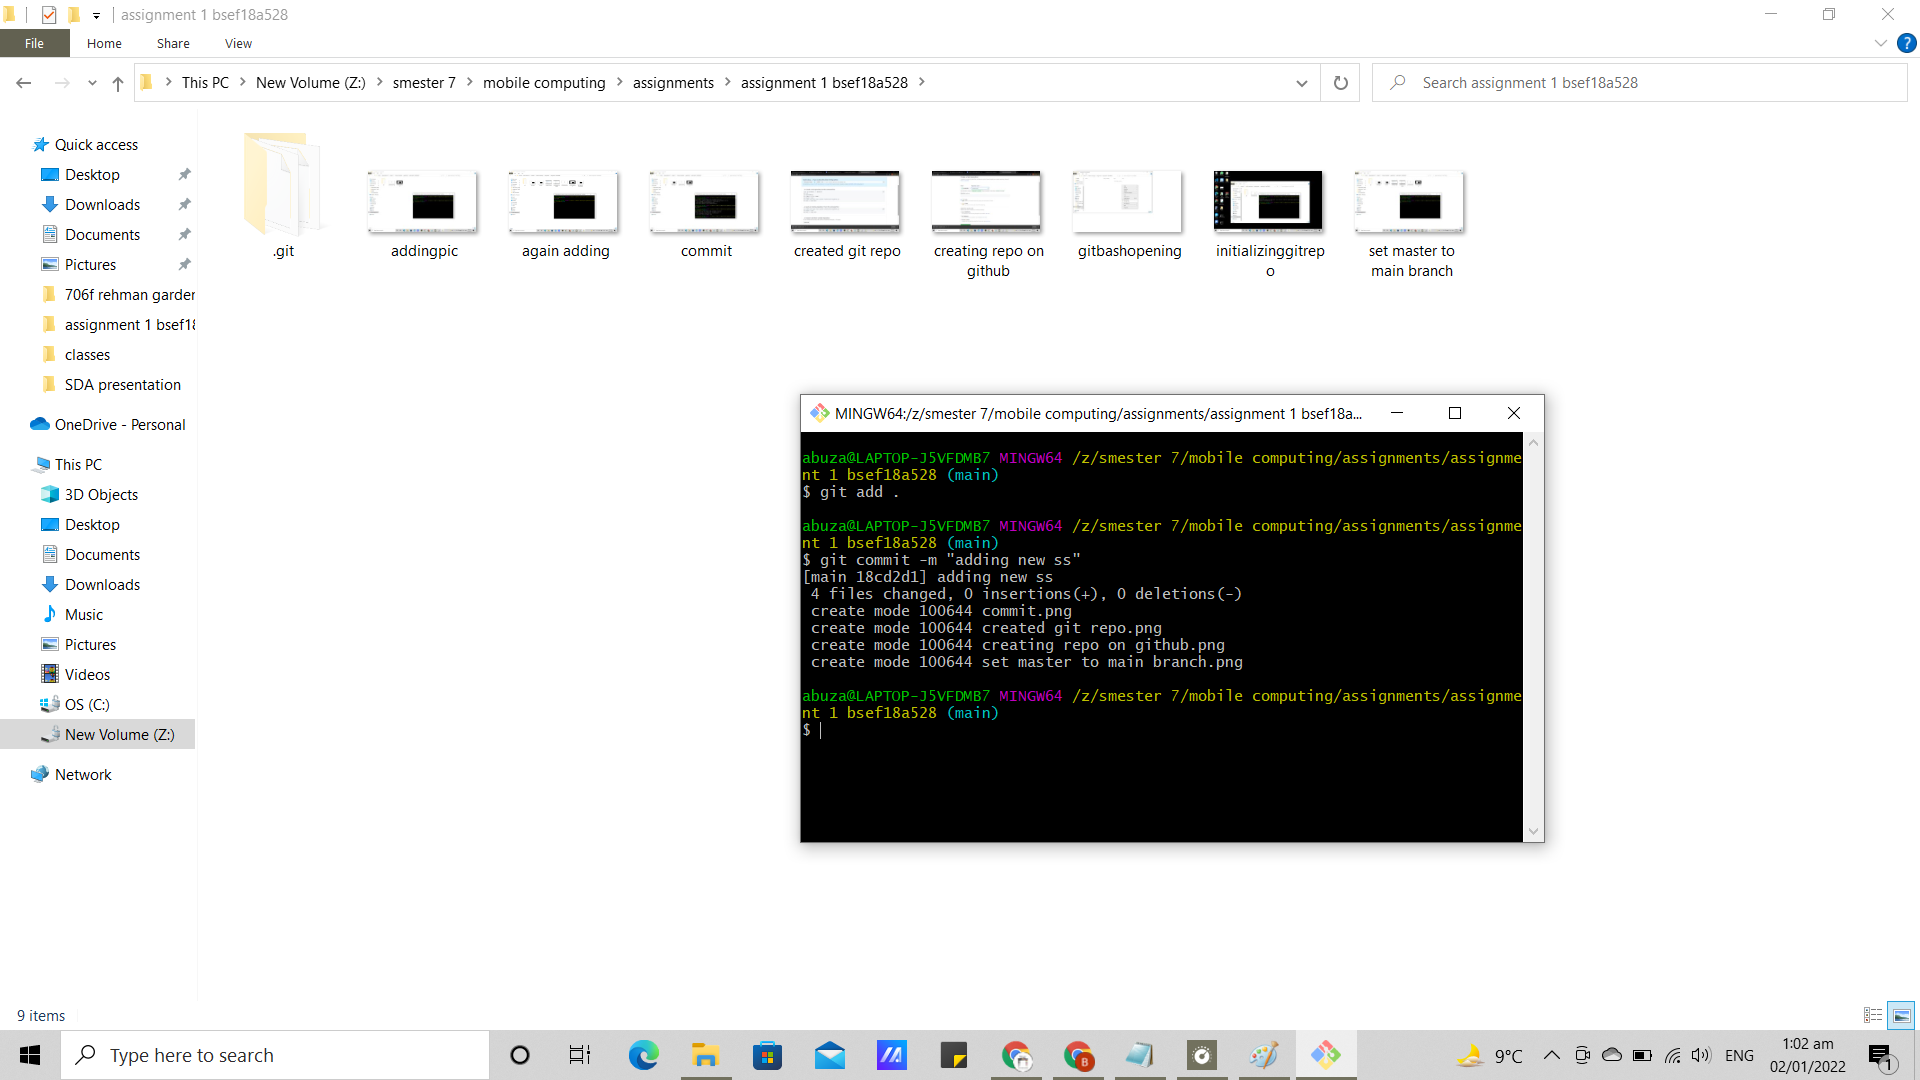 assignment 1 bsef18a528
File Home Share View
This PC New Volume (Z:) smester 7 mobile computing assignments assignment 1 bsef18a528
Search assignment 1 bsef18a528
Quick access
Desktop
Downloads
Documents
Pictures
706f rehman garder
assignment 1 bsef18
classes
SDA presentation
OneDrive - Personal
This PC
3D Objects
Desktop
Documents
Downloads
Music
Pictures
Videos
OS (C:)
New Volume (Z:)
Network
.git
addingpic
again adding
commit
created git repo
creating repo on
github
gitbashopening
initializinggitrep
o
set master to
main branch
MINGW64:/z/smester 7/mobile computing/assignments/assignment 1 bsef18a...
abuza@LAPTOP-J5VFDMB7 MINGW64 /z/smester 7/mobile computing/assignments/assignme
nt 1 bsef18a528 (main)
$ git add .
abuza@LAPTOP-J5VFDMB7 MINGW64 /z/smester 7/mobile computing/assignments/assignme
nt 1 bsef18a528 (main)
$ git commit -m "adding new ss"
[main 18cd2d1] adding new ss
4 files changed, 0 insertions(+), 0 deletions(-)
create mode 100644 commit.png
create mode 100644 created git repo.png
create mode 100644 creating repo on github.png
create mode 100644 set master to main branch.png
abuza@LAPTOP-J5VFDMB7 MINGW64 /z/smester 7/mobile computing/assignments/assignme
nt 1 bsef18a528 (main)
$
9 items
Type here to search
B
9°C
ENG
1:02 am
02/01/2022
1